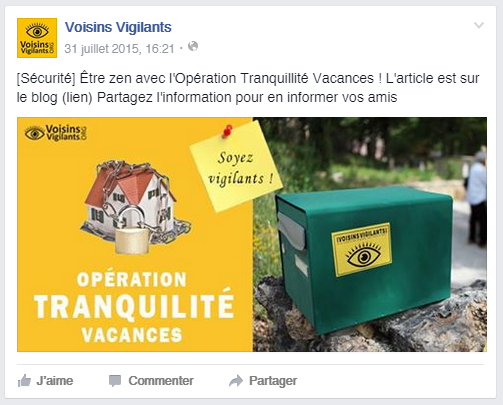 Voisins Vigilants
31 juillet 2015, 16:21 ·
[Sécurité] Être zen avec l'Opération Tranquillité Vacances ! L'article est sur
le blog (lien) Partagez l'information pour en informer vos amis
Voisins
Vigilants.ORG
Soyez
vigilants !
OPÉRATION
TRANQUILITÉ
VACANCES
¡VOISINS VIGILANTS!
J'aime
Commenter
Partager